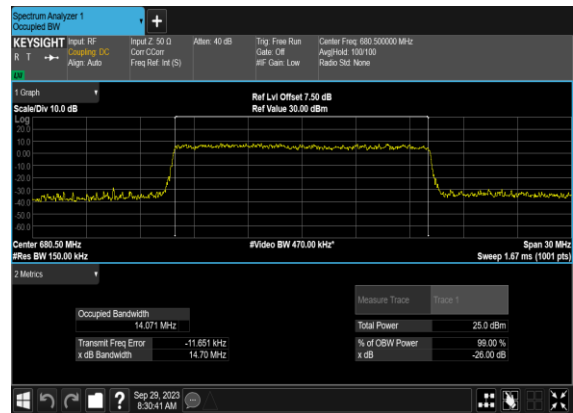 Spectrum Analyzer 1
Occupied BW
KEYSIGHT Input: RF Input Z: 50 Ω Atten: 40 dB Trig: Free Run Center Freq: 680.500000 MHz
R T Coupling: DC Corr CCorr Gate: Off Avg|Hold: 100/100
Align: Auto Freq Ref: Int (S) #IF Gain: Low Radio Std: None
1 Graph
Ref Lvl Offset 7.50 dB
Scale/Div 10.0 dB Ref Value 30.00 dBm
Log
20.0
10.0
0.00
-10.0
-20.0
-30.0
-40.0
-50.0
-60.0
Center 680.50 MHz #Video BW 470.00 kHz* Span 30 MHz
#Res BW 150.00 kHz Sweep 1.67 ms (1001 pts)
2 Metrics
Measure Trace Trace 1
Occupied Bandwidth
14.071 MHz Total Power 25.0 dBm
Transmit Freq Error -11.651 kHz % of OBW Power 99.00 %
x dB Bandwidth 14.70 MHz x dB -26.00 dB
? Sep 29, 2023
8:30:41 AM